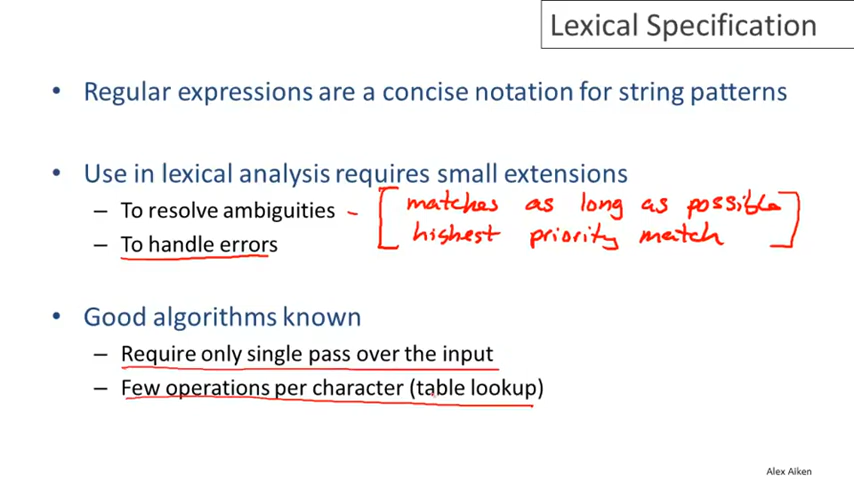 Lexical Specification
• Regular expressions are a concise notation for string patterns
• Use in lexical analysis requires small extensions
– To resolve ambiguities - [matches as long as possible
– To handle errors highest priority match]
• Good algorithms known
– Require only single pass over the input
– Few operations per character (table lookup)
Alex Aiken